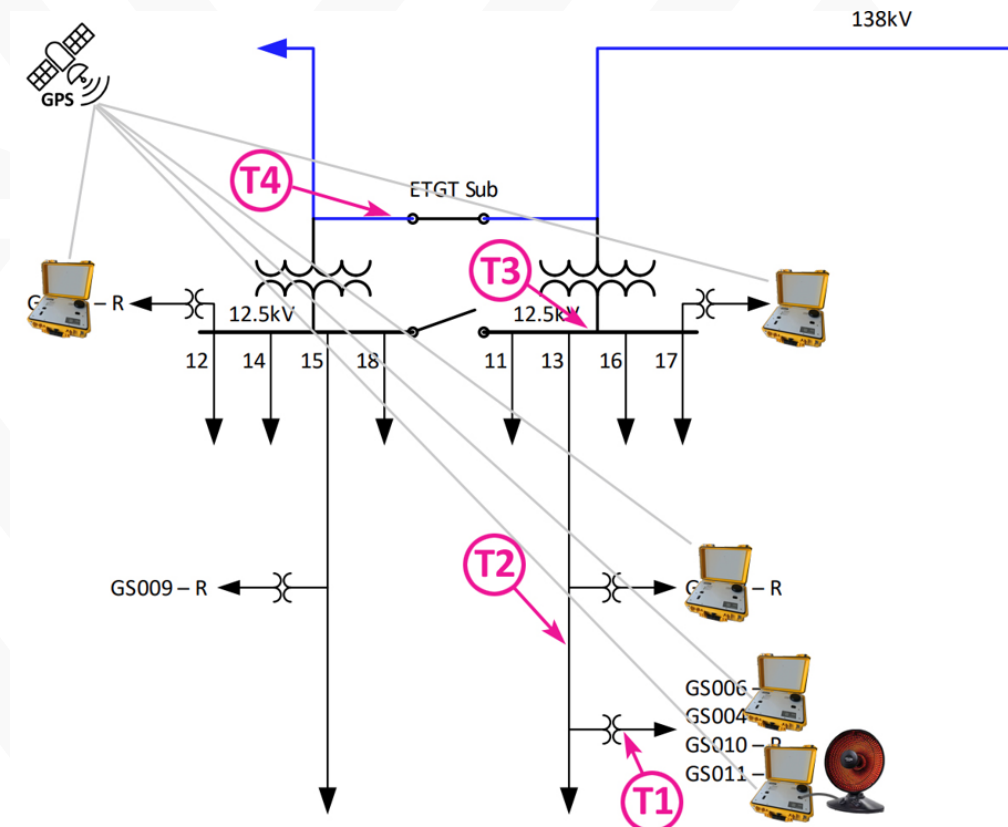 138kV
GPS
T4
ETGT Sub
T3
– R
12.5kV
12.5kV
12
14
15
18
11
13
16
17
T2
GS009 – R
– R
GS006 –
GS004
GS010 – R
GS011 –
T1